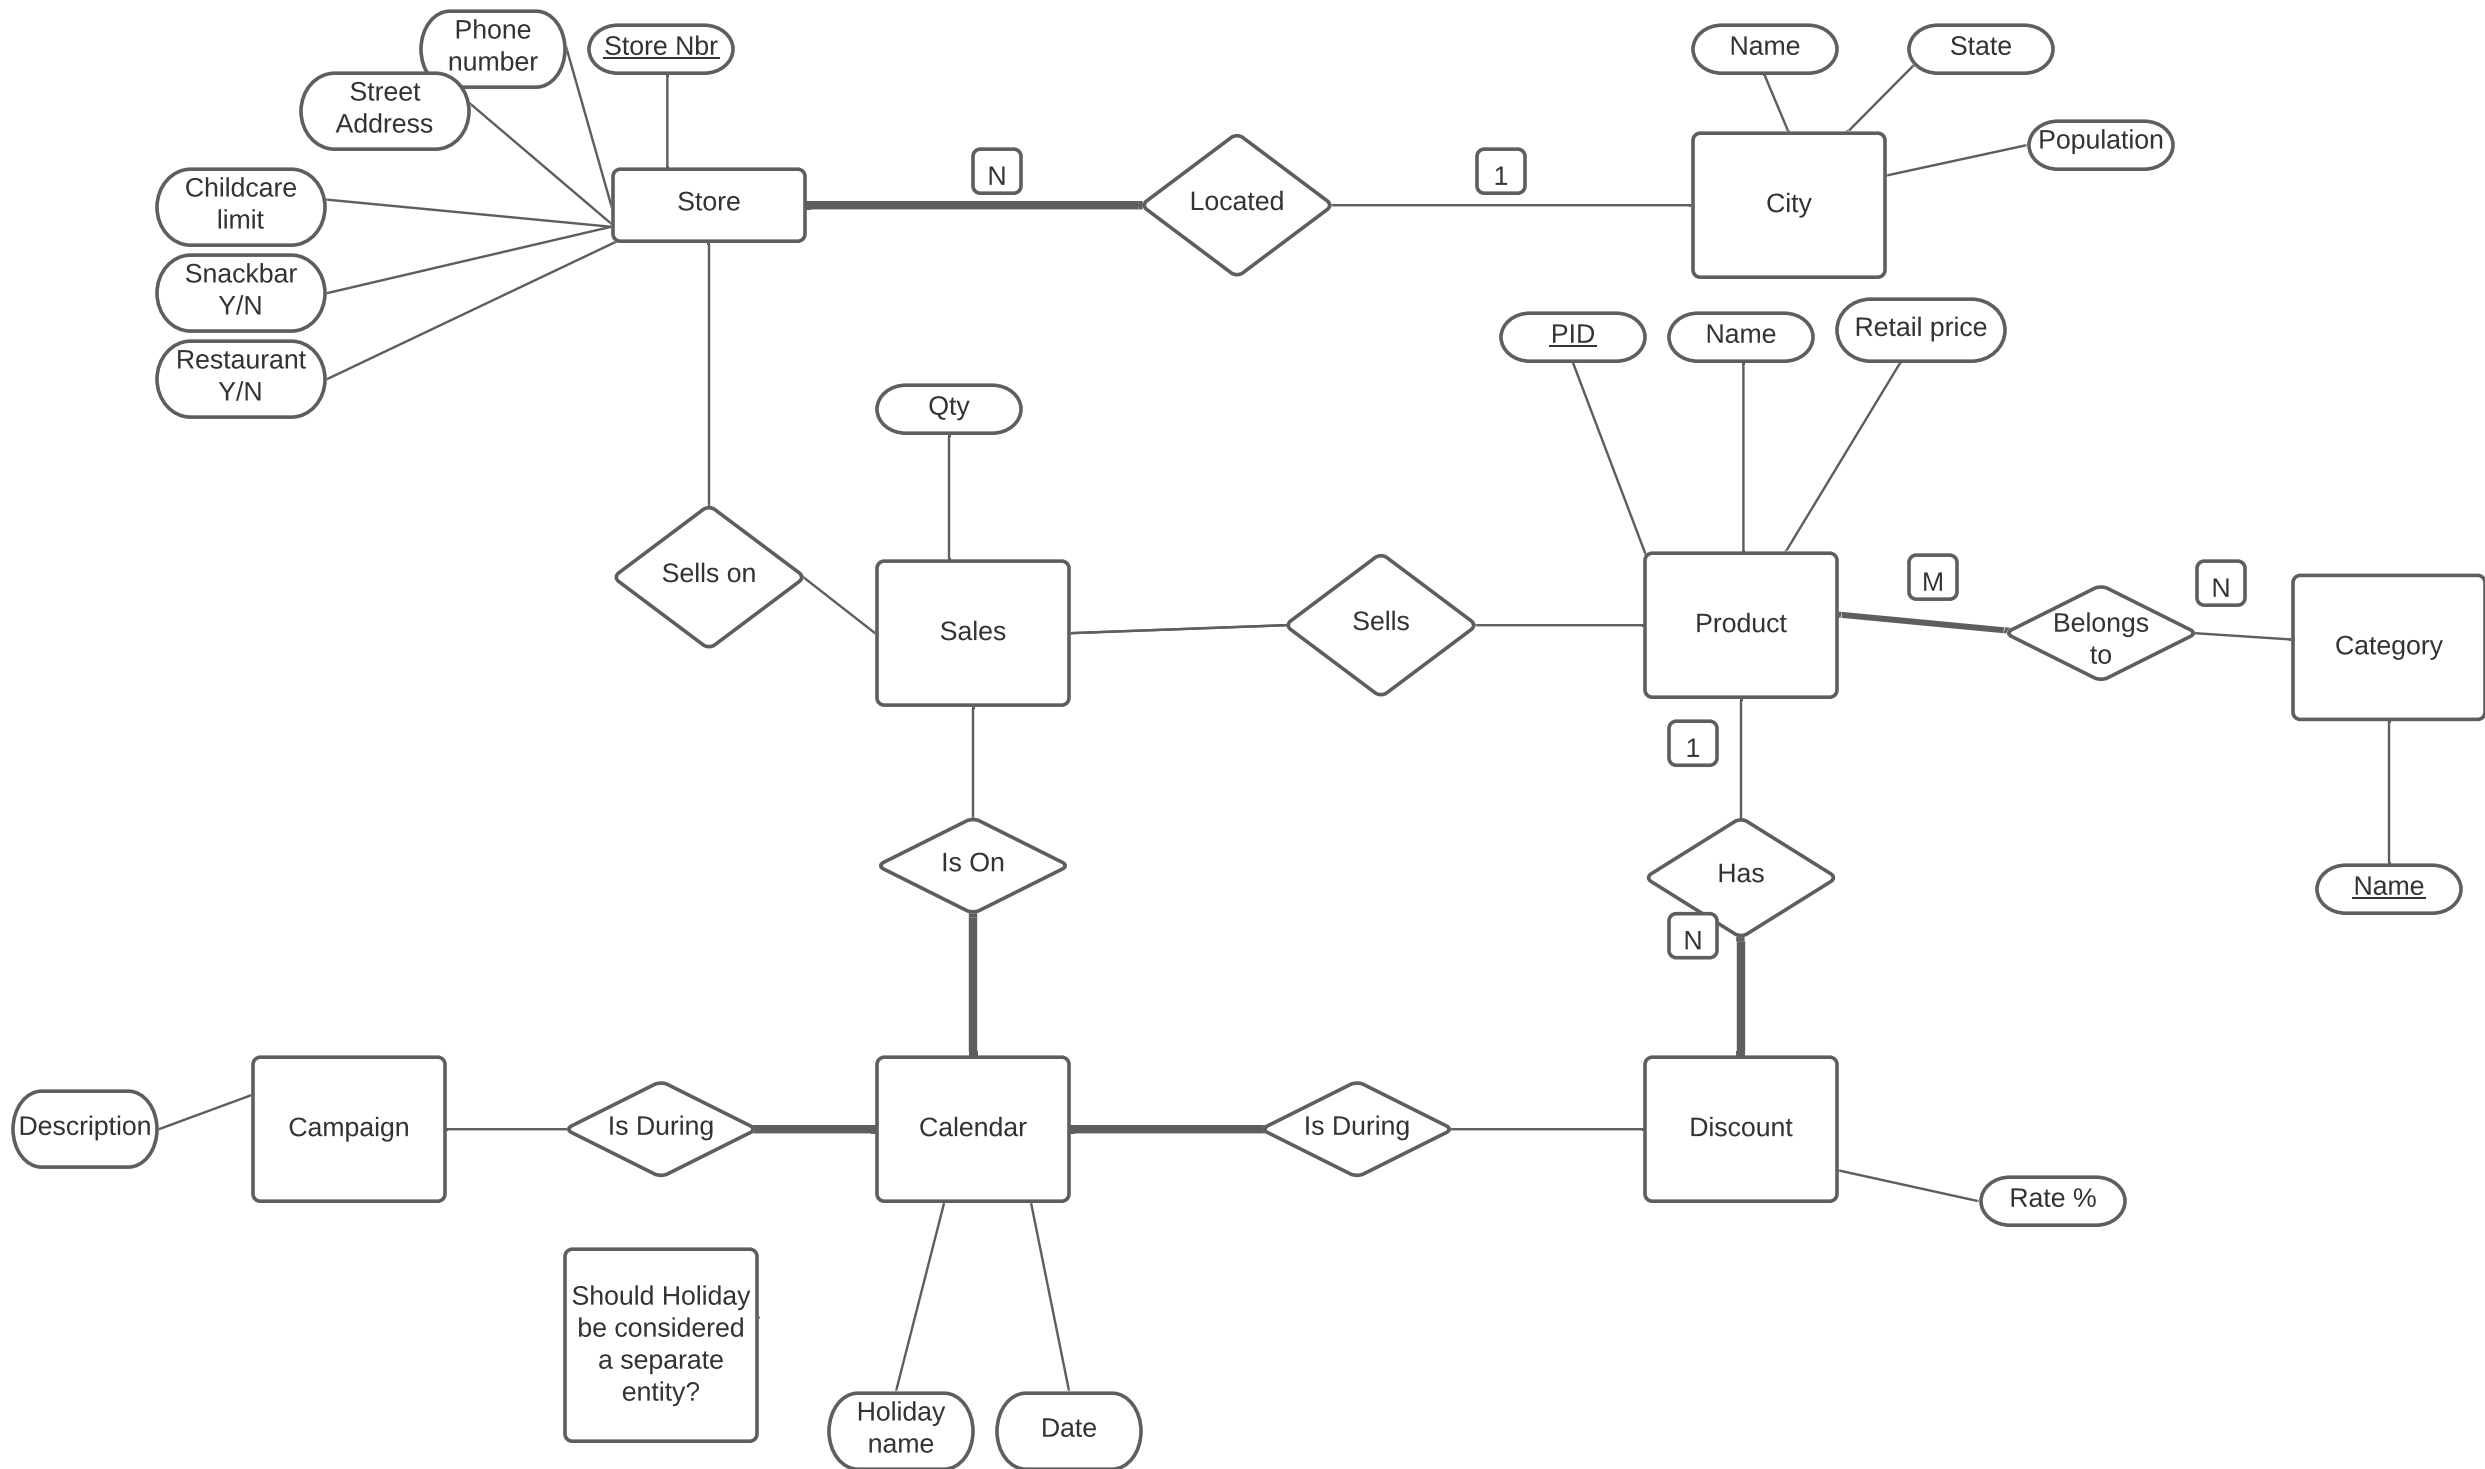 Phone
number
Store Nbr
Name
State
Street
Address
Population
N
1
Childcare
limit
Store
Located
City
Snackbar
Y/N
PID
Name
Retail price
Restaurant
Y/N
Qty
Sells on
Sales
Sells
Product
M
Belongs
to
N
Category
1
Is On
Has
Name
N
Description
Campaign
Is During
Calendar
Is During
Discount
Rate %
Should Holiday
be considered
a separate
entity?
Holiday
name
Date